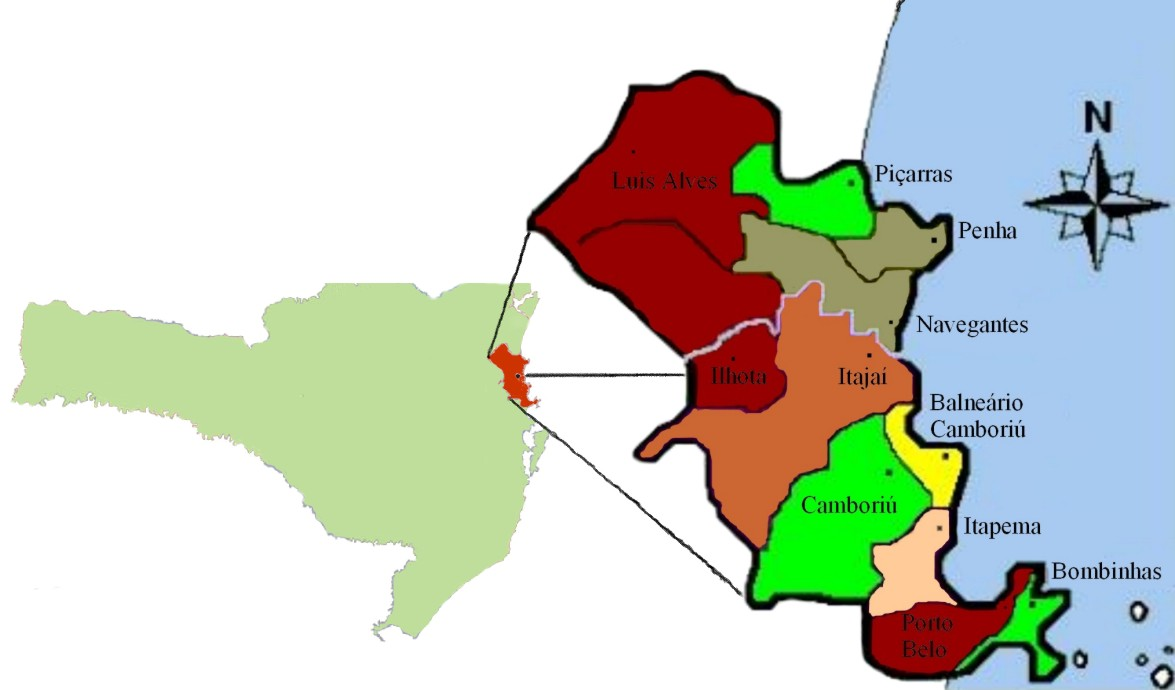 N
Piçarras
Luis Alves
Penha
Navegantes
Ilhota
Itajaí
Balneário
Camboriú
Camboriú
Itapema
Bombinhas
Porto
Belo